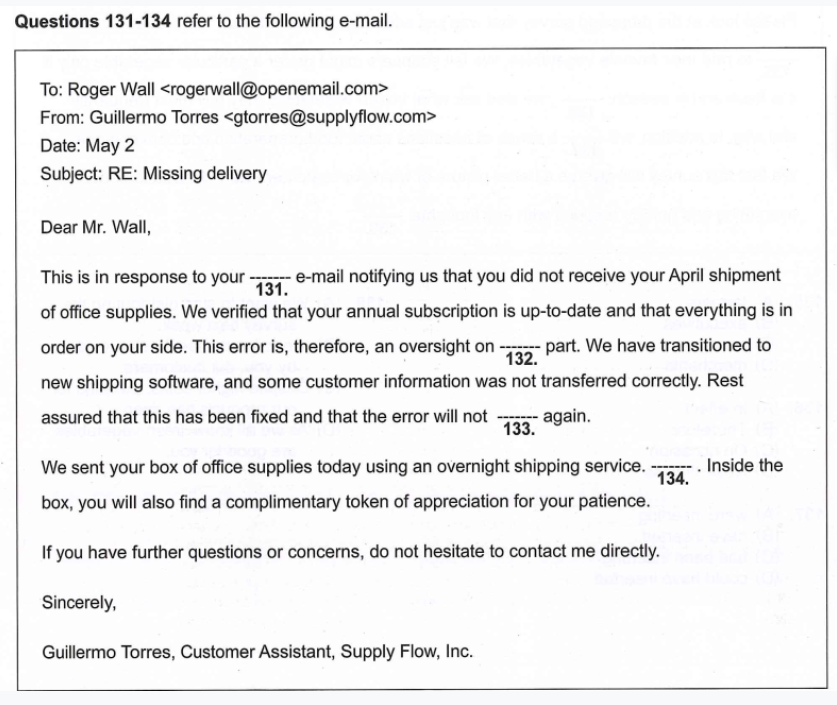 Questions 131-134 refer to the following e-mail.
To: Roger Wall <rogerwall@openemail.com>
From: Guillermo Torres <gtorres@supplyflow.com>
Date: May 2
Subject: RE: Missing delivery
Dear Mr. Wall,
This is in response to your ------- e-mail notifying us that you did not receive your April shipment
131.
of office supplies. We verified that your annual subscription is up-to-date and that everything is in
order on your side. This error is, therefore, an oversight on ------- part. We have transitioned to
132.
new shipping software, and some customer information was not transferred correctly. Rest
assured that this has been fixed and that the error will not ------- again.
133.
We sent your box of office supplies today using an overnight shipping service. ------- . Inside the
134.
box, you will also find a complimentary token of appreciation for your patience.
If you have further questions or concerns, do not hesitate to contact me directly.
Sincerely,
Guillermo Torres, Customer Assistant, Supply Flow, Inc.